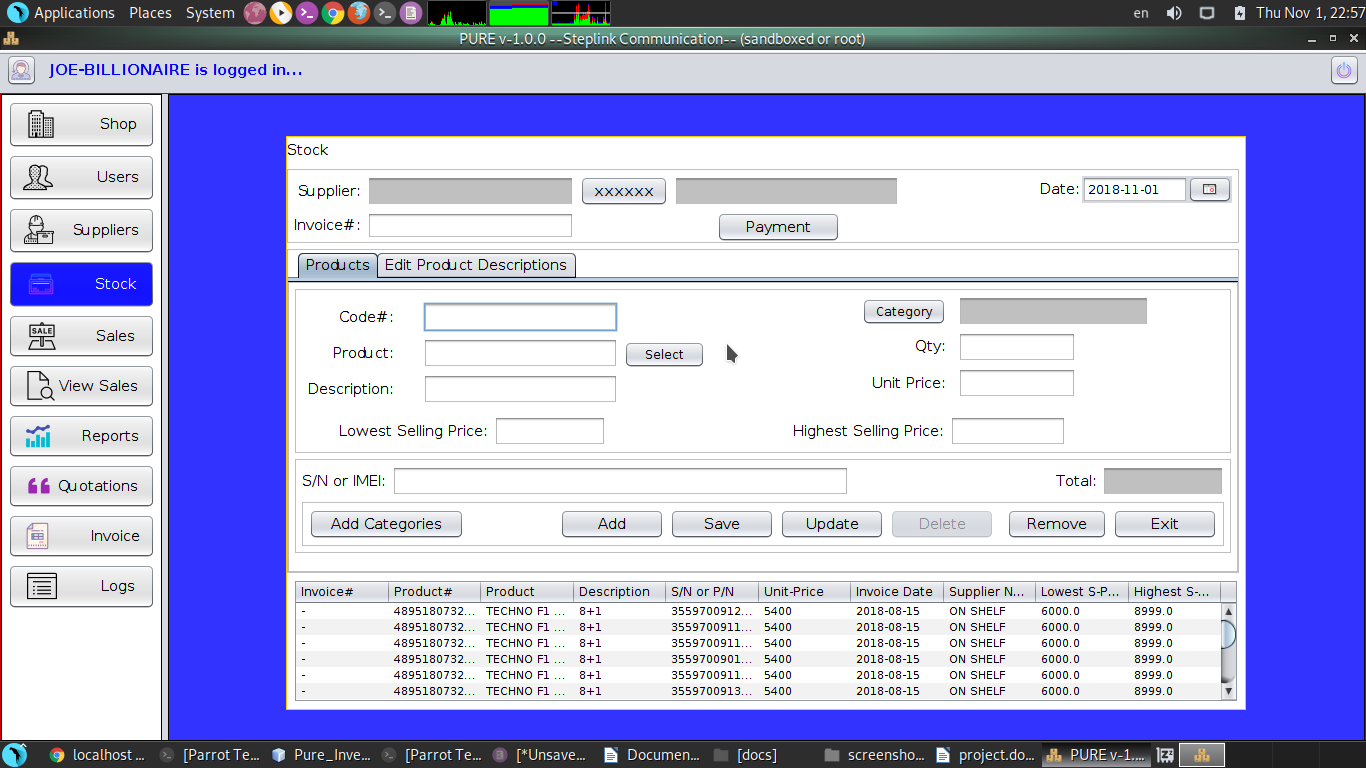 Applications Places System en Thu Nov 1, 22:57
PURE v-1.0.0 --Steplink Communication-- (sandboxed or root)
JOE-BILLIONAIRE is logged in...
Shop
Users
Suppliers
Stock
Sales
View Sales
Reports
Quotations
Invoice
Logs
Stock
Supplier: xxxxxx Date: 2018-11-01
Invoice#: Payment
Products Edit Product Descriptions
Code#: Category
Product: Select Qty:
Description: Unit Price:
Lowest Selling Price: Highest Selling Price:
S/N or IMEI: Total:
Add Categories Add Save Update Delete Remove Exit
Invoice# Product# Product Description S/N or P/N Unit-Price Invoice Date Supplier N... Lowest S-P... Highest S-...
- 4895180732... TECHNO F1 ... 8+1 3559700912... 5400 2018-08-15 ON SHELF 6000.0 8999.0
- 4895180732... TECHNO F1 ... 8+1 3559700911... 5400 2018-08-15 ON SHELF 6000.0 8999.0
- 4895180732... TECHNO F1 ... 8+1 3559700911... 5400 2018-08-15 ON SHELF 6000.0 8999.0
- 4895180732... TECHNO F1 ... 8+1 3559700901... 5400 2018-08-15 ON SHELF 6000.0 8999.0
- 4895180732... TECHNO F1 ... 8+1 3559700911... 5400 2018-08-15 ON SHELF 6000.0 8999.0
- 4895180732... TECHNO F1 ... 8+1 3559700913... 5400 2018-08-15 ON SHELF 6000.0 8999.0
localhost ... [Parrot Te... Pure_Inve... [Parrot Te... [*Unsave... Documen... [docs] screensho... project.do... PURE v-1....